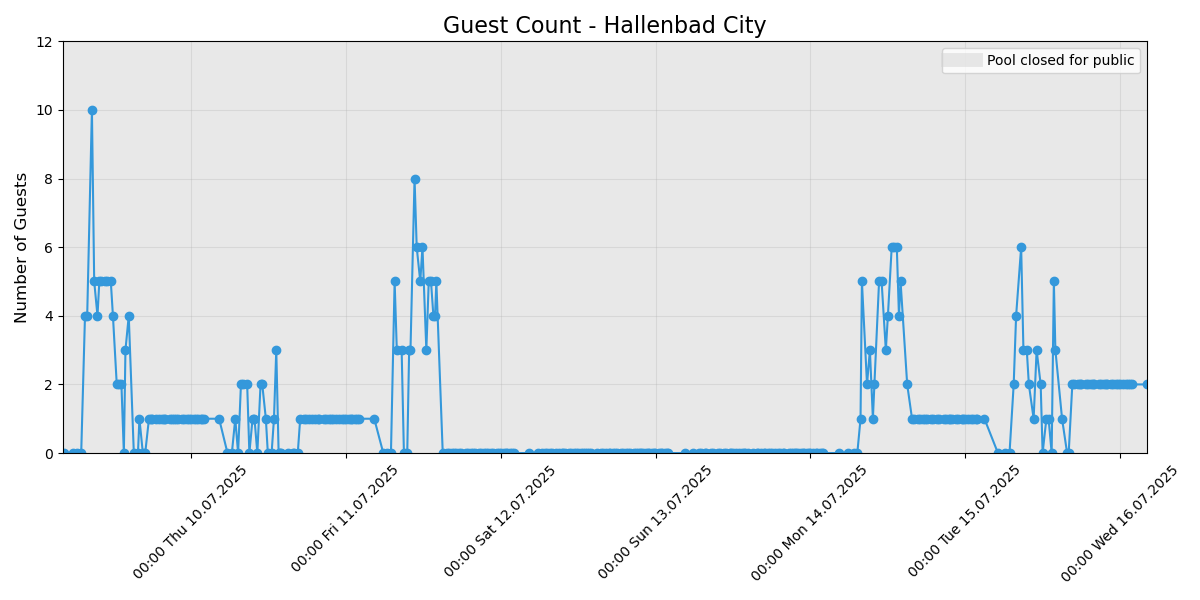 Guest Count - Hallenbad City
Pool closed for public
Number of Guests
12
10
8
6
4
2
0
00:00 Thu 10.07.2025
00:00 Fri 11.07.2025
00:00 Sat 12.07.2025
00:00 Sun 13.07.2025
00:00 Mon 14.07.2025
00:00 Tue 15.07.2025
00:00 Wed 16.07.2025